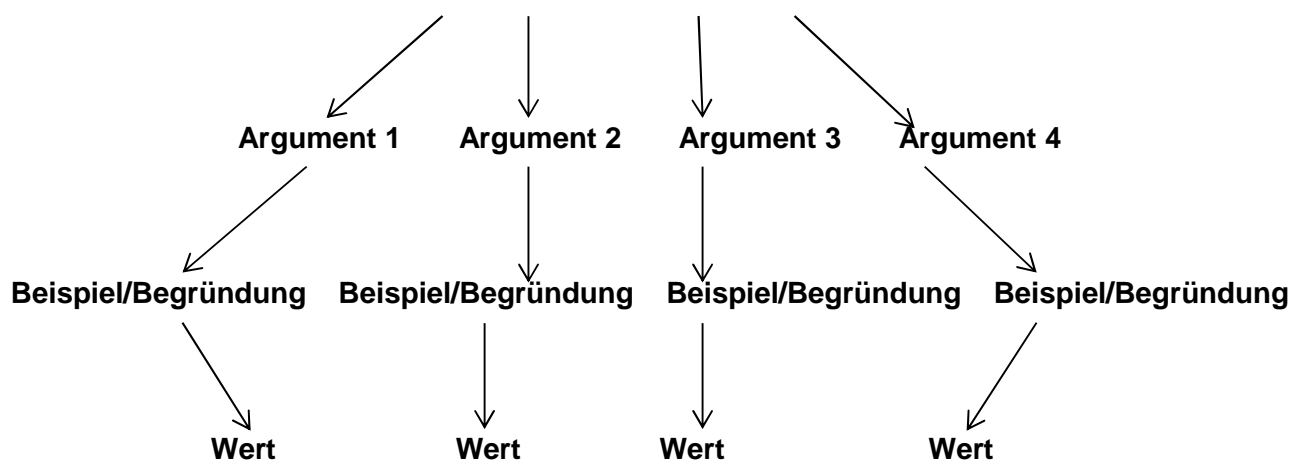 Argument 1 Argument 2 Argument 3 Argument 4
Beispiel/Begründung Beispiel/Begründung Beispiel/Begründung Beispiel/Begründung
Wert Wert Wert Wert